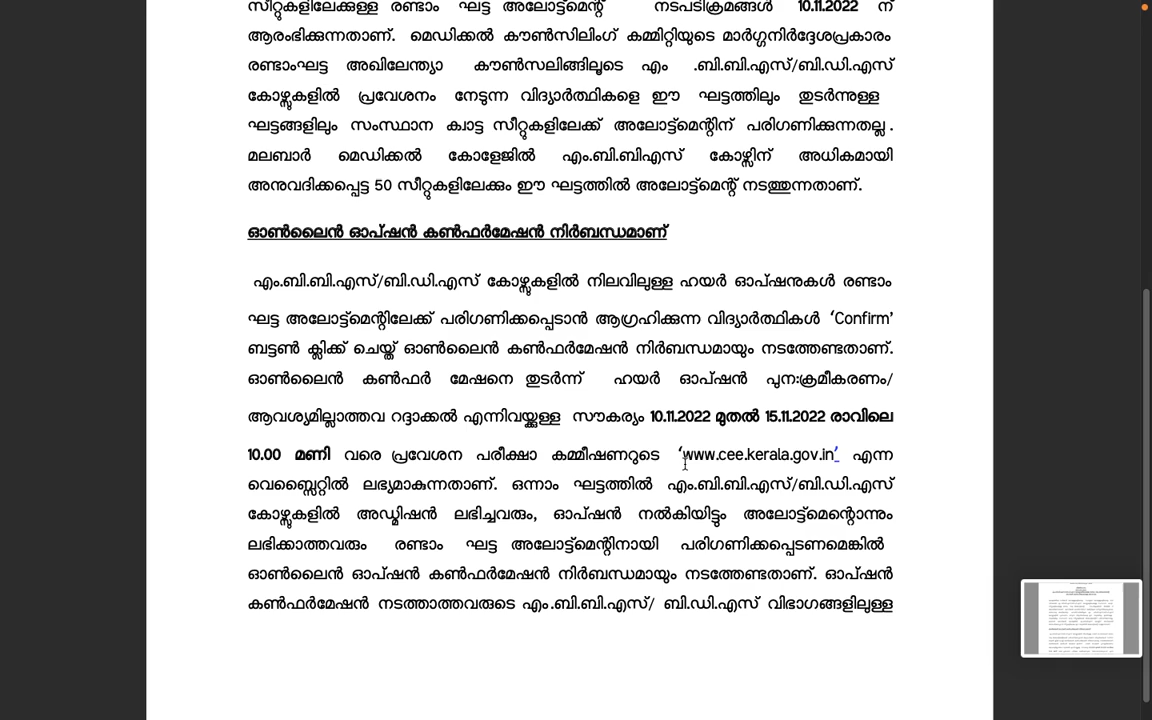 സീറ്റുകളിലേക്കുള്ള രണ്ടാം ഘട്ട അലോട്ട്മെന്റ് നടപടിക്രമങ്ങൾ 10.11.2022 ന്
ആരംഭിക്കുന്നതാണ്. മെഡിക്കൽ കൗൺസിലിംഗ് കമ്മിറ്റിയുടെ മാർഗ്ഗനിർദ്ദേശപ്രകാരം
രണ്ടാംഘട്ട അഖിലേന്ത്യാ കൗൺസലിങ്ങിലൂടെ എം .ബി.ബി.എസ്/ബി.ഡി.എസ്
കോഴ്സുകളിൽ പ്രവേശനം നേടുന്ന വിദ്യാർത്ഥികളെ ഈ ഘട്ടത്തിലും തുടർന്നുള്ള
ഘട്ടങ്ങളിലും സംസ്ഥാന ക്വാട്ട സീറ്റുകളിലേക്ക് അലോട്ട്മെന്റിന് പരിഗണിക്കുന്നതല്ല .
മലബാർ മെഡിക്കൽ കോളേജിൽ എം.ബി.ബിഎസ് കോഴ്സിന് അധികമായി
അനുവദിക്കപ്പെട്ട 50 സീറ്റുകളിലേക്കും ഈ ഘട്ടത്തിൽ അലോട്ട്മെന്റ് നടത്തുന്നതാണ്.
ഓൺലൈൻ ഓപ്ഷൻ കൺഫർമേഷൻ നിർബന്ധമാണ്
എം.ബി.ബി.എസ്/ബി.ഡി.എസ് കോഴ്സുകളിൽ നിലവിലുള്ള ഹയർ ഓപ്ഷനുകൾ രണ്ടാം
ഘട്ട അലോട്ട്മെന്റിലേക്ക് പരിഗണിക്കപ്പെടാൻ ആഗ്രഹിക്കുന്ന വിദ്യാർത്ഥികൾ ‘Confirm’
ബട്ടൺ ക്ലിക്ക് ചെയ്ത് ഓൺലൈൻ കൺഫർമേഷൻ നിർബന്ധമായും നടത്തേണ്ടതാണ്.
ഓൺലൈൻ കൺഫർ മേഷനെ തുടർന്ന് ഹയർ ഓപ്ഷൻ പുനഃക്രമീകരണം/
ആവശ്യമില്ലാത്തവ റദ്ദാക്കൽ എന്നിവയ്ക്കുള്ള സൗകര്യം 10.11.2022 മുതൽ 15.11.2022 രാവിലെ
10.00 മണി വരെ പ്രവേശന പരീക്ഷാ കമ്മീഷണറുടെ ‘www.cee.kerala.gov.in’ എന്ന
വെബ്സൈറ്റിൽ ലഭ്യമാകുന്നതാണ്. ഒന്നാം ഘട്ടത്തിൽ എം.ബി.ബി.എസ്/ബി.ഡി.എസ്
കോഴ്സുകളിൽ അഡ്മിഷൻ ലഭിച്ചവരും, ഓപ്ഷൻ നൽകിയിട്ടും അലോട്ട്മെന്റൊന്നും
ലഭിക്കാത്തവരും രണ്ടാം ഘട്ട അലോട്ട്മെന്റിനായി പരിഗണിക്കപ്പെടണമെങ്കിൽ
ഓൺലൈൻ ഓപ്ഷൻ കൺഫർമേഷൻ നിർബന്ധമായും നടത്തേണ്ടതാണ്. ഓപ്ഷൻ
കൺഫർമേഷൻ നടത്താത്തവരുടെ എം.ബി.ബി.എസ്/ ബി.ഡി.എസ് വിഭാഗങ്ങളിലുള്ള